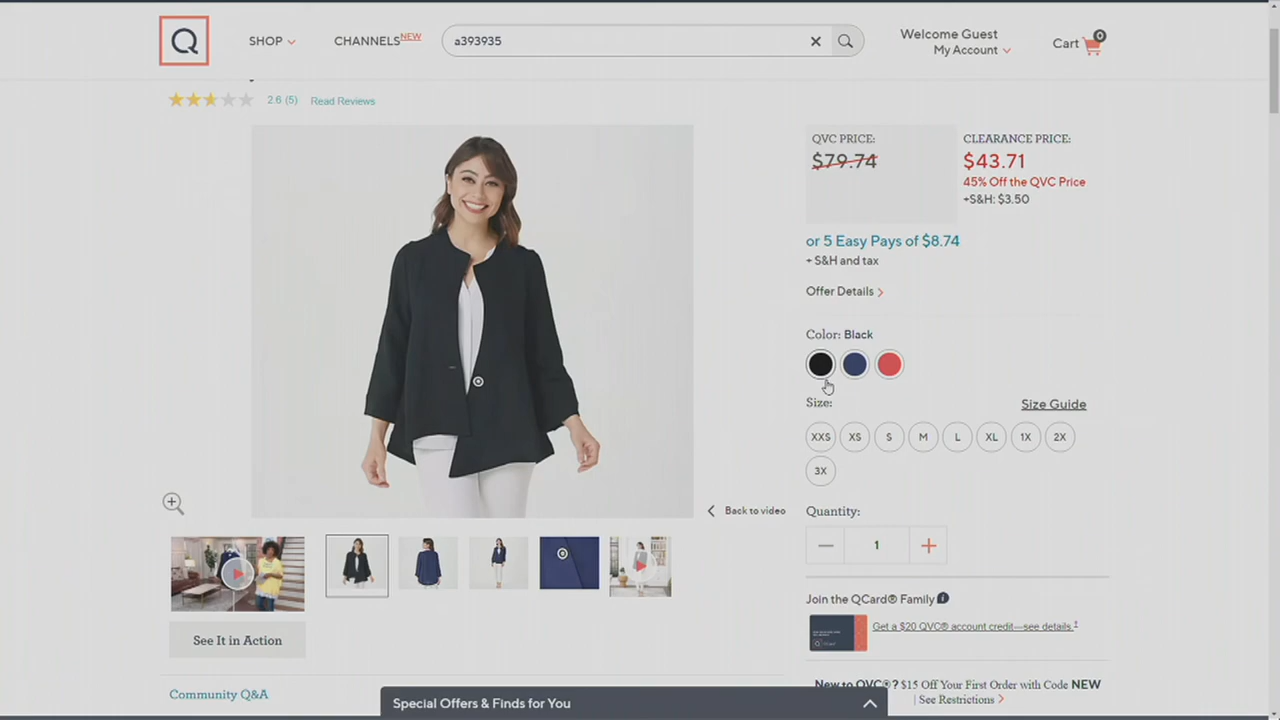 Q
SHOP
CHANNELS NEW
a393935
Welcome Guest
My Account
Cart
0
2.6 (5)
Read Reviews
QVC PRICE:
$79.74
CLEARANCE PRICE:
$43.71
45% Off the QVC Price
+S&H: $3.50
or 5 Easy Pays of $8.74
+ S&H and tax
Offer Details
Color: Black
Size:
Size Guide
XXS XS S M L XL 1X 2X
3X
Back to video
Quantity:
1
See It in Action
Join the QCard® Family
Get a $20 QVC® account credit—see details.‡
Community Q&A
Special Offers & Finds for You
New to QVC®? $15 Off Your First Order with Code NEW
| See Restrictions